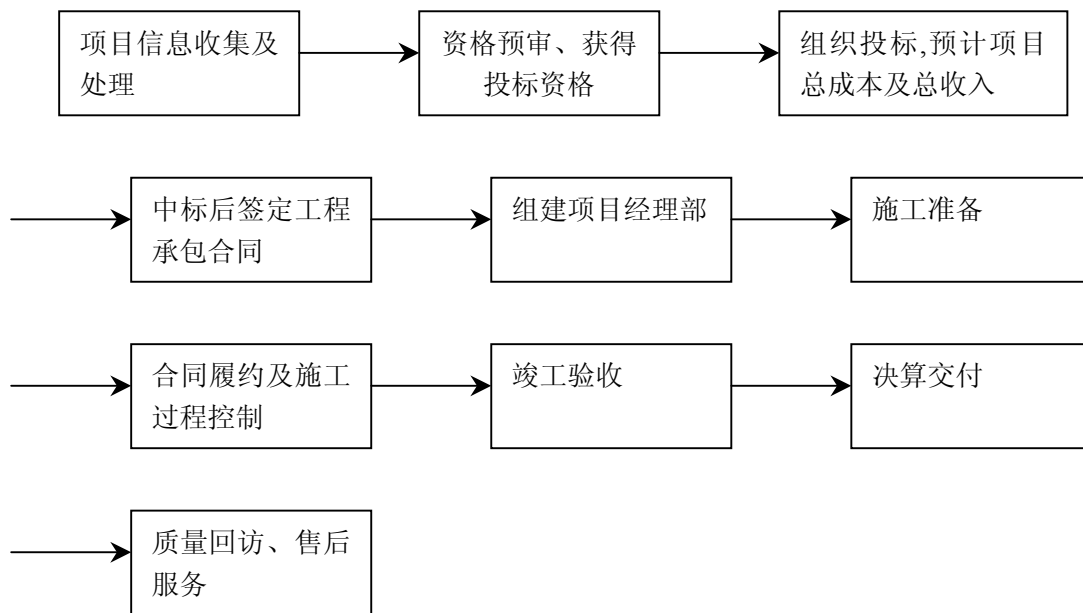 项目信息收集及
处理
资格预审、获得
投标资格
组织投标,预计项目
总成本及总收入
中标后签定工程
承包合同
组建项目经理部
施工准备
合同履约及施工
过程控制
竣工验收
决算交付
质量回访、售后
服务